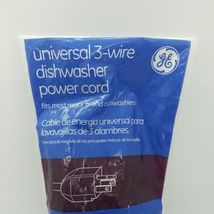 universal 3-wire
dishwasher
power cord
fits most major brand dishwashers
Cable de energía universal para
lavavajillas de 3 alambres.
GE